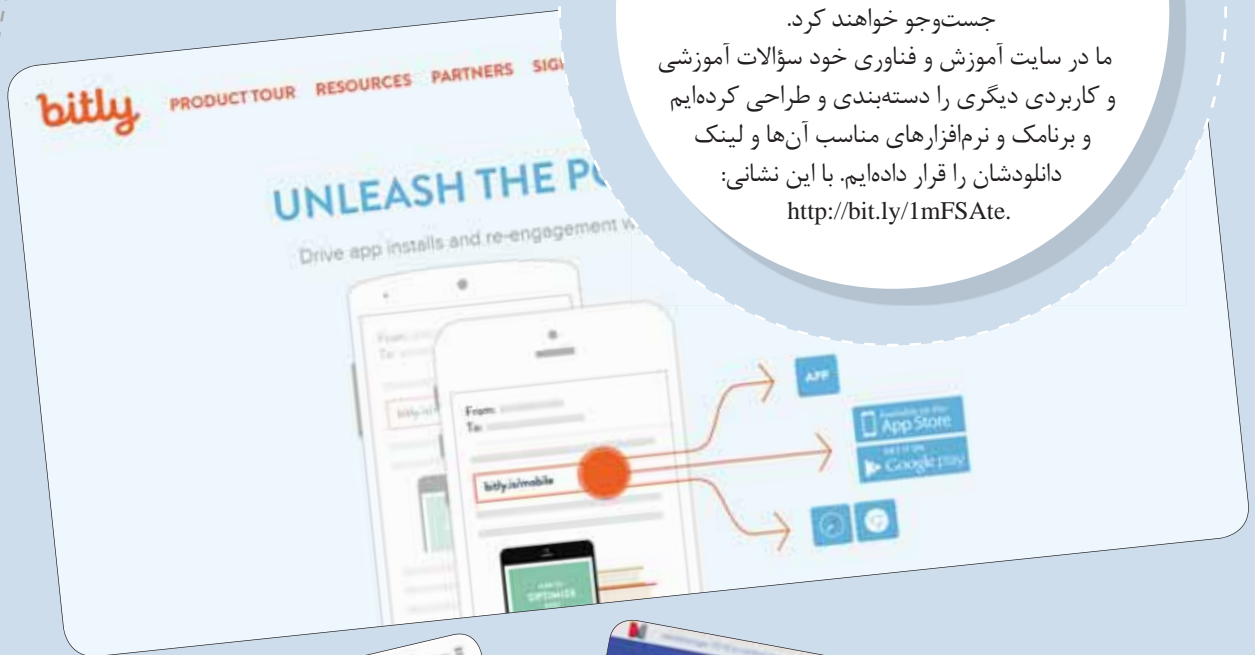 جست‌وجو خواهند کرد.
ما در سایت آموزش و فناوری خود سؤالات آموزشی
و کاربردی دیگری را دسته‌بندی و طراحی کرده‌ایم
و برنامک و نرم‌افزارهای مناسب آن‌ها و لینک
دانلودشان را قرار داده‌ایم. با این نشانی:
http://bit.ly/1mFSAte.
bitly PRODUCT TOUR RESOURCES PARTNERS
UNLEASH THE
Drive app installs and re-engagement
From:
To:
From:
To:
bitly.is/mobile
APP
App Store
Google play
OPTIMIZE